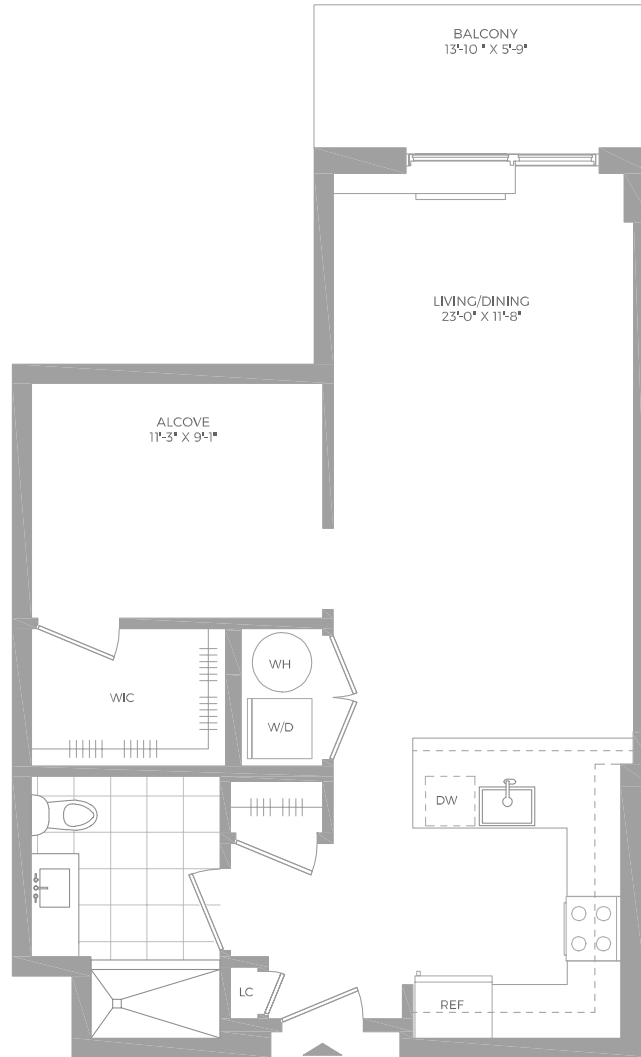 BALCONY
13'-10 " X 5'-9"
LIVING/DINING
23'-0" X 11'-8"
ALCOVE
11'-3" X 9'-1"
WH
W/D
WIC
DW
LC
REF